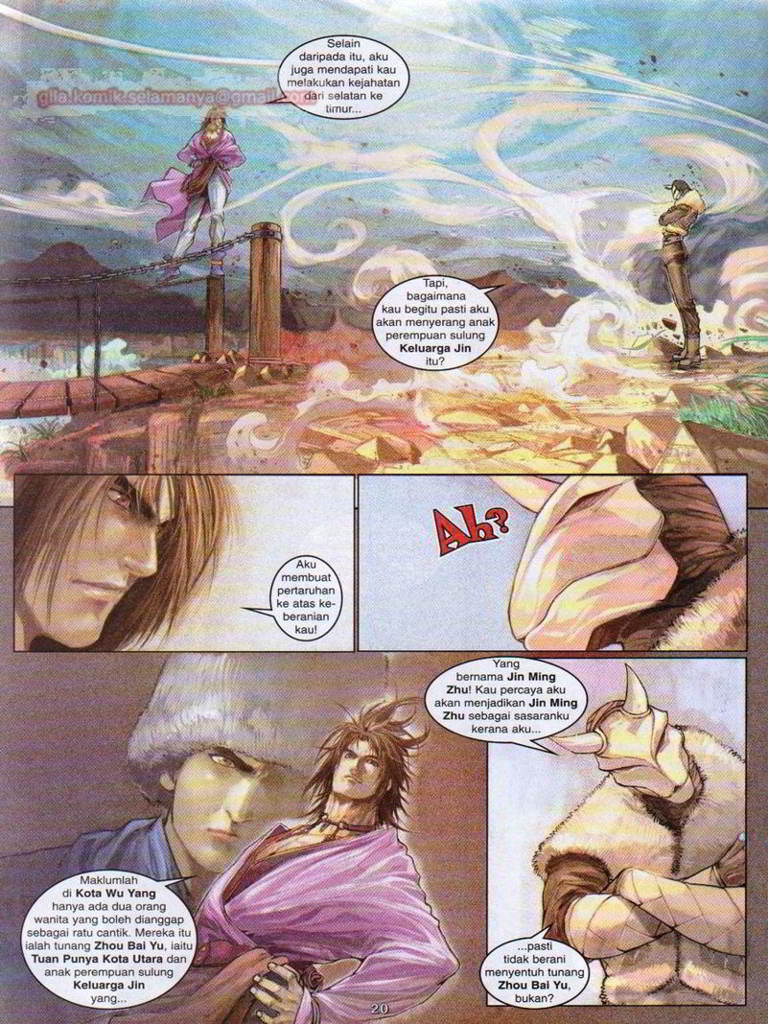 Selain
daripada itu, aku
juga mendapati kau
melakukan kejahatan
dari selatan ke
timur...
gila.komik.selamanya@gmail.com
Tapi,
bagaimana
kau begitu pasti aku
akan menyerang anak
perempuan sulung
Keluarga Jin
itu?
Aku
membuat
pertaruhan
ke atas ke-
beranian
kau!
Ah?
Yang
bernama Jin Ming
Zhu! Kau percaya aku
akan menjadikan Jin Ming
Zhu sebagai sasaranku
kerana aku...
Maklumlah
di Kota Wu Yang
hanya ada dua orang
wanita yang boleh dianggap
sebagai ratu cantik. Mereka itu
ialah tunang Zhou Bai Yu, iaitu
Tuan Punya Kota Utara dan
anak perempuan sulung
Keluarga Jin
yang...
...pasti
tidak berani
menyentuh tunang
Zhou Bai Yu,
bukan?
20